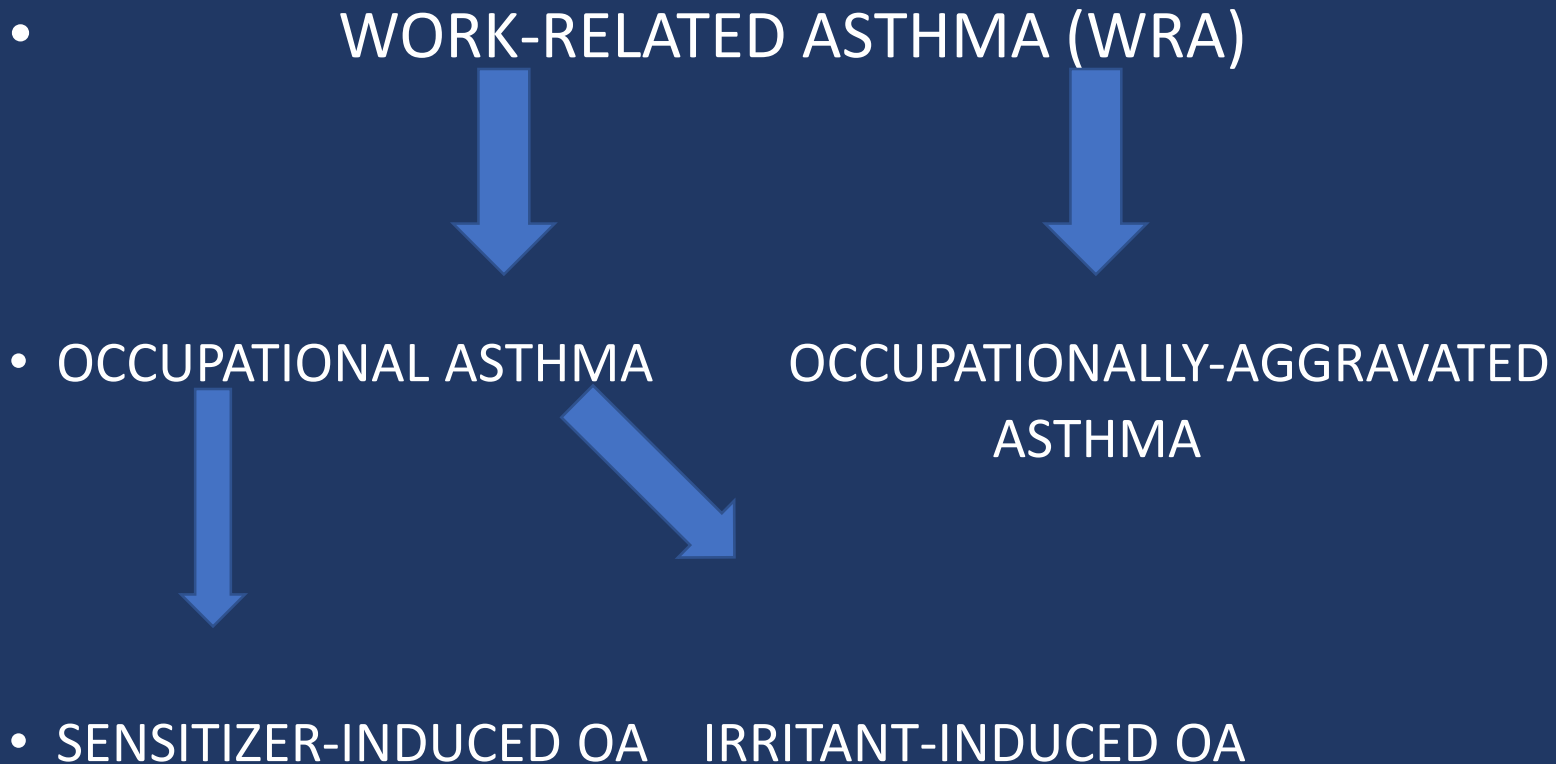 • WORK-RELATED ASTHMA (WRA)
• OCCUPATIONAL ASTHMA OCCUPATIONALLY-AGGRAVATED
ASTHMA
• SENSITIZER-INDUCED OA IRRITANT-INDUCED OA